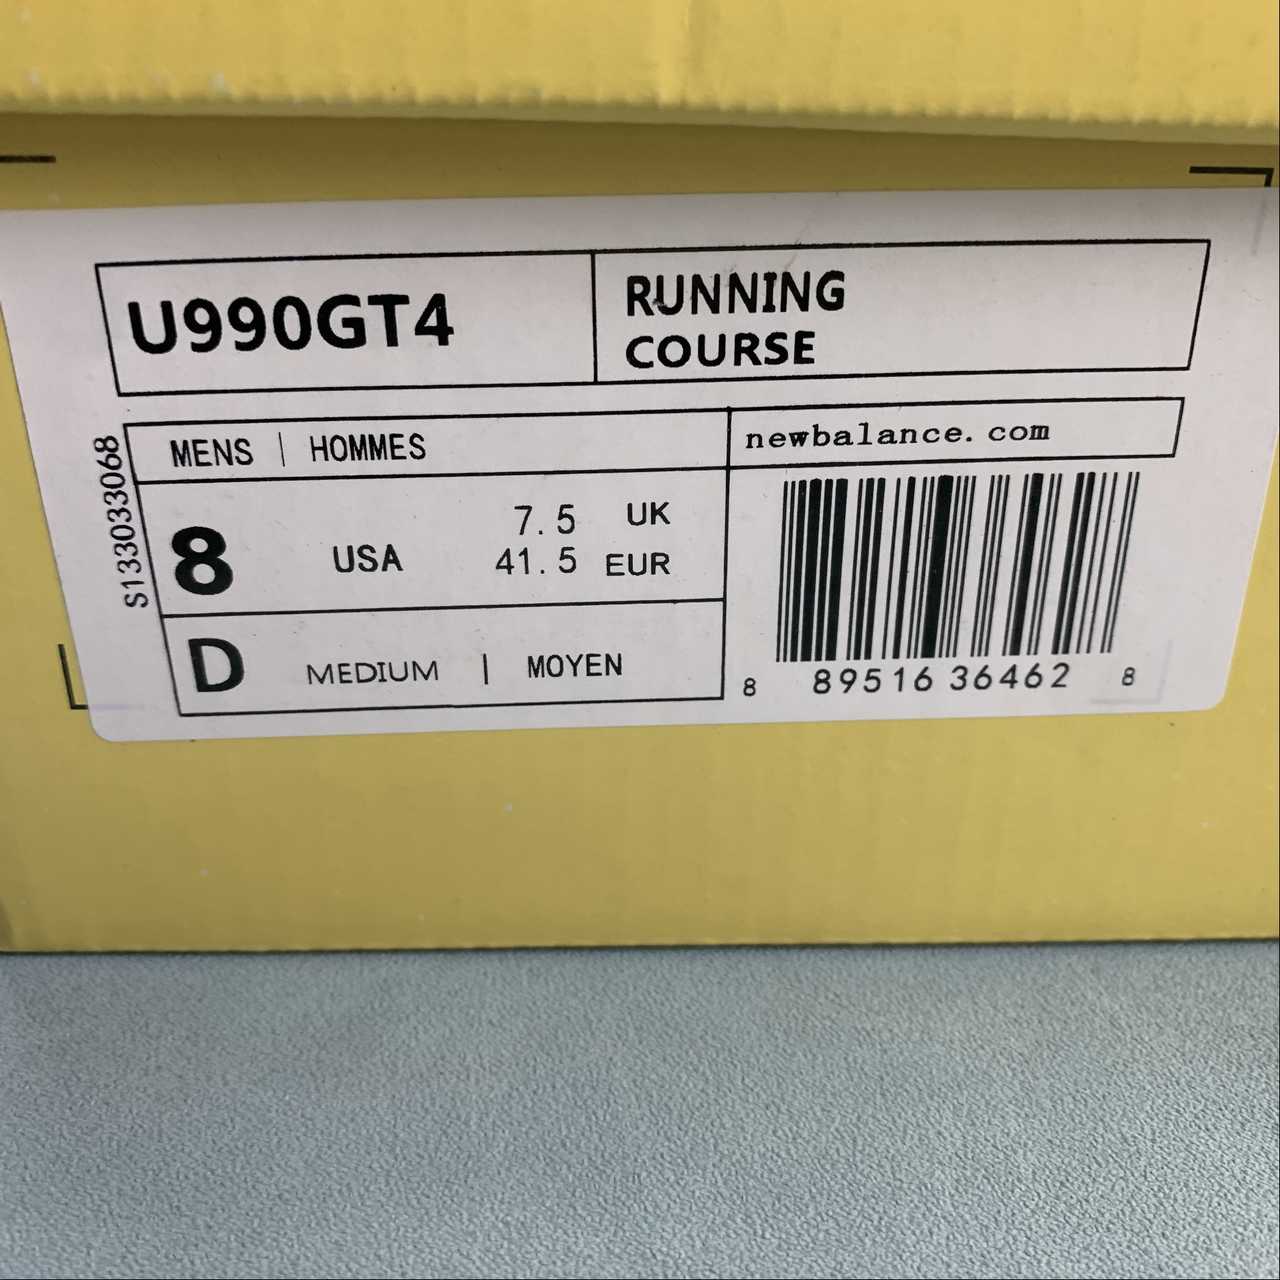 U990GT4
RUNNING
COURSE
S133033068
MENS | HOMMES
newbalance.com
8 USA
7.5 UK
41.5 EUR
D MEDIUM | MOYEN
8 89516 36462 8